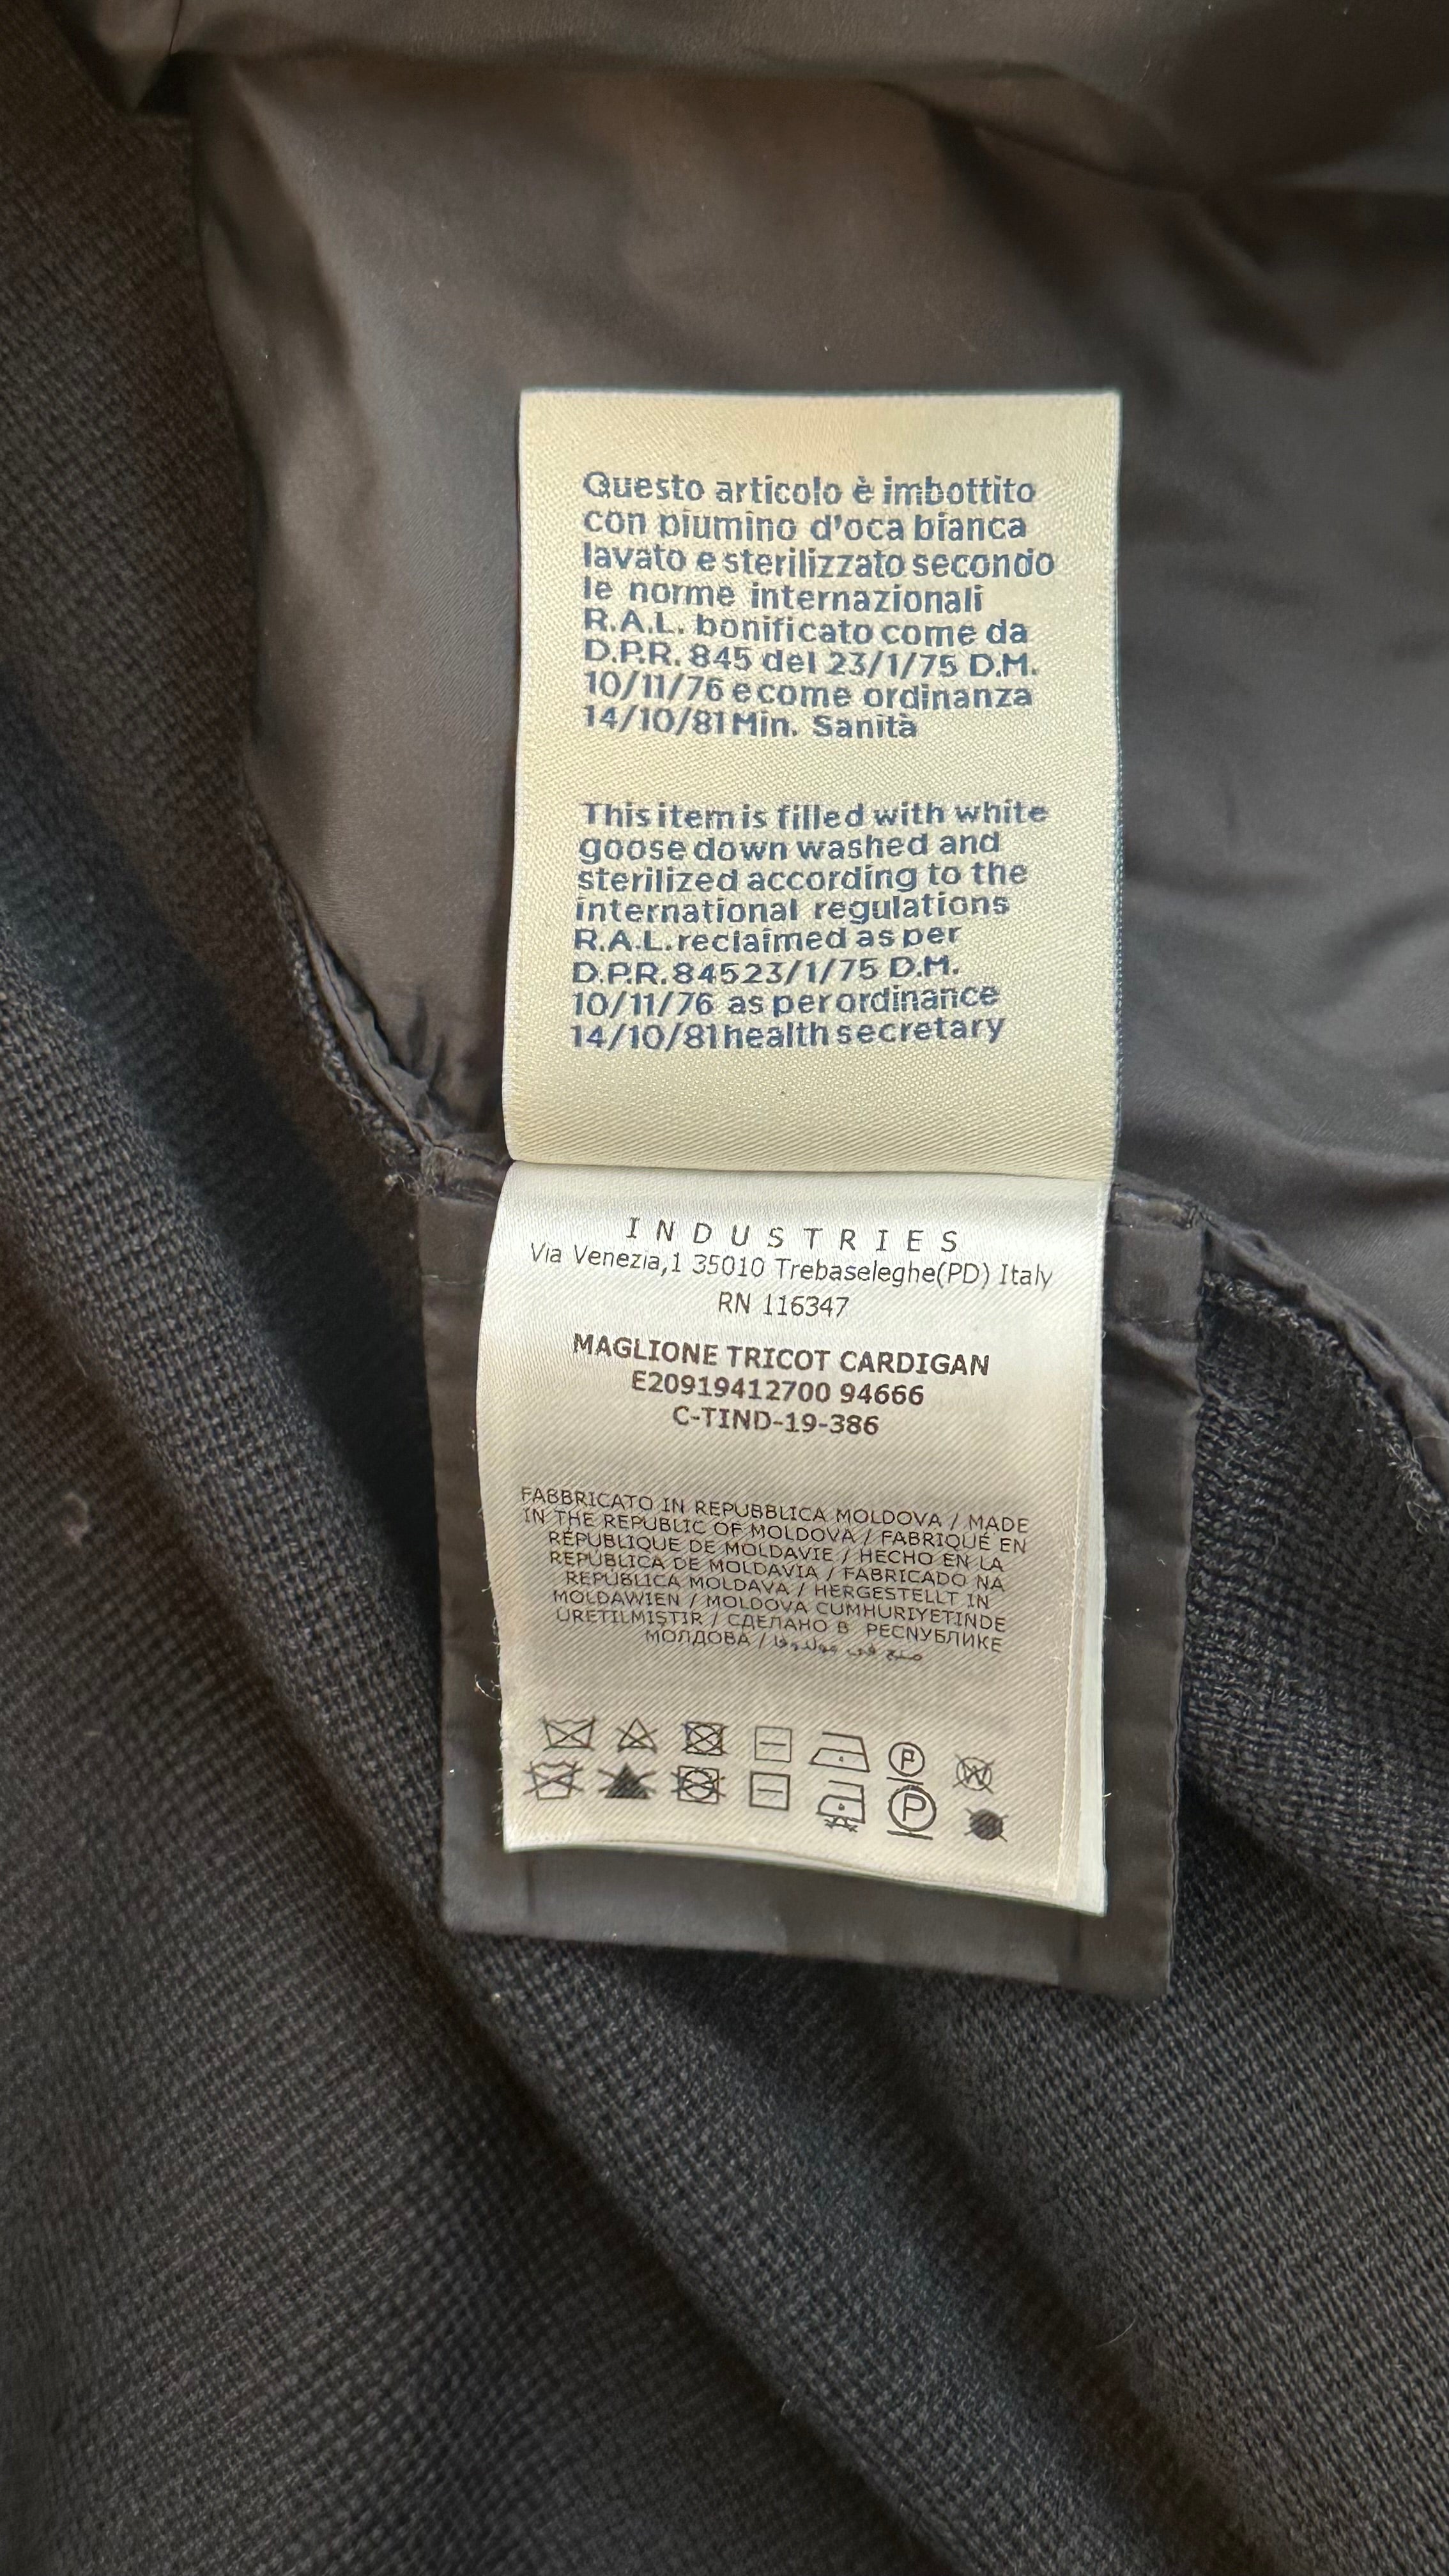 Questo articolo è imbottito
con piumino d'oca bianca
lavato e sterilizzato secondo
le norme internazionali
R.A.L. bonificato come da
D.P.R. 845 del 23/1/75 D.M.
10/11/76 e come ordinanza
14/10/81 Min. Sanità
This item is filled with white
goose down washed and
sterilized according to the
international regulations
R.A.L. reclaimed as per
D.P.R. 845 23/1/75 D.M.
10/11/76 as per ordinance
14/10/81 health secretary
INDUSTRIES
Via Venezia,1 35010 Trebaseleghe(PD) Italy
RN 116347
MAGLIONE TRICOT CARDIGAN
E20919412700 94666
C-TIND-19-386
FABBRICATO IN REPUBBLICA MOLDOVA / MADE
IN THE REPUBLIC OF MOLDOVA / FABRIQUÉ EN
RÉPUBLIQUE DE MOLDAVIE / HECHO EN LA
REPÚBLICA DE MOLDAVIA / FABRICADO NA
REPÚBLICA MOLDAVA / HERGESTELLT IN
MOLDAWIEN / MOLDOVA CUMHURIYETINDE
ÜRETILMIŞTIR / СДЕЛАНО В РЕСПУБЛИКЕ
МОЛДОВА / صنع في مولدوفا
P W
P